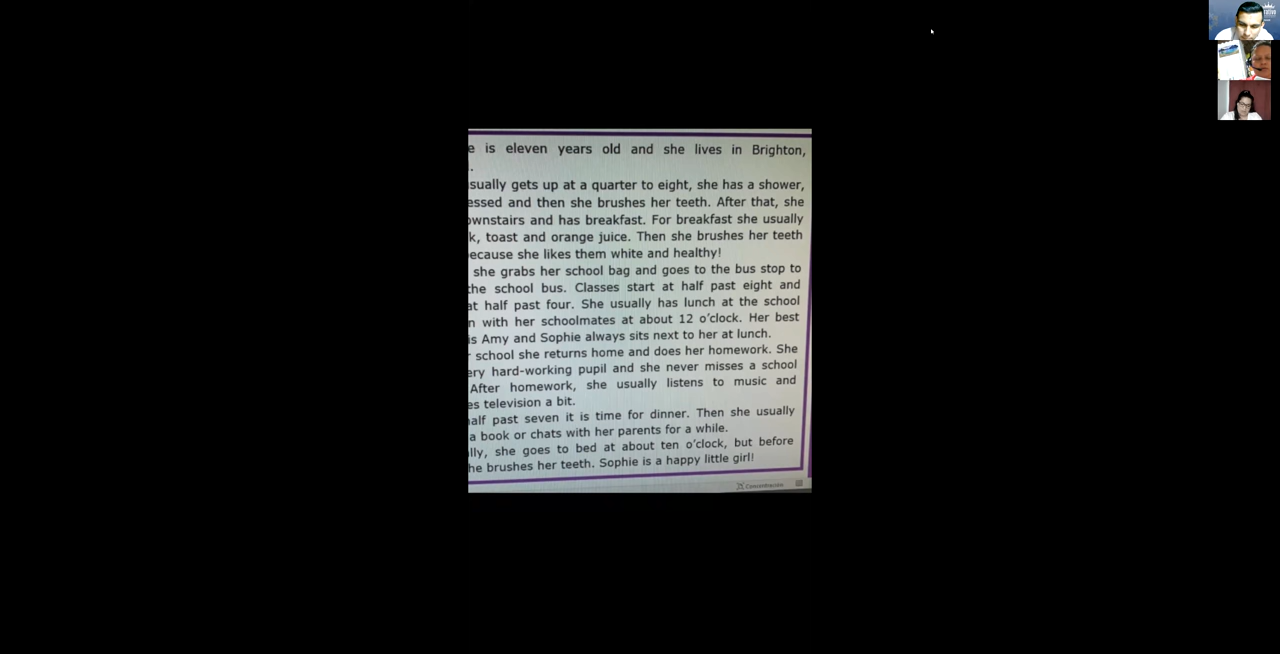 e is eleven years old and she lives in Brighton,
.
sually gets up at a quarter to eight, she has a shower,
essed and then she brushes her teeth. After that, she
ownstairs and has breakfast. For breakfast she usually
k, toast and orange juice. Then she brushes her teeth
ecause she likes them white and healthy!
she grabs her school bag and goes to the bus stop to
the school bus. Classes start at half past eight and
at half past four. She usually has lunch at the school
n with her schoolmates at about 12 o'clock. Her best
is Amy and Sophie always sits next to her at lunch.
r school she returns home and does her homework. She
ery hard-working pupil and she never misses a school
After homework, she usually listens to music and
es television a bit.
half past seven it is time for dinner. Then she usually
a book or chats with her parents for a while.
lly, she goes to bed at about ten o'clock, but before
he brushes her teeth. Sophie is a happy little girl!
Concentración